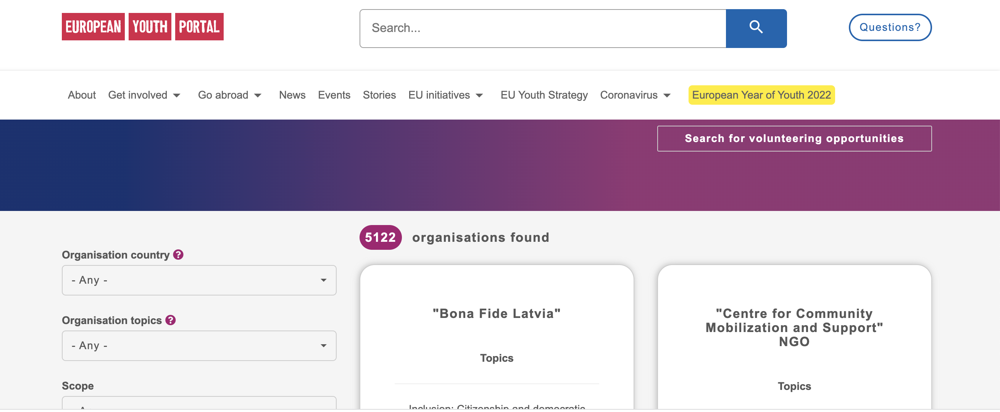 EUROPEAN YOUTH PORTAL
Search...
Questions?
About Get involved Go abroad News Events Stories EU initiatives EU Youth Strategy Coronavirus European Year of Youth 2022
Search for volunteering opportunities
5122 organisations found
Organisation country ?
- Any -
Organisation topics ?
- Any -
Scope
"Bona Fide Latvia"
Topics
Inclusion; Citizenship and democratic
"Centre for Community
Mobilization and Support"
NGO
Topics